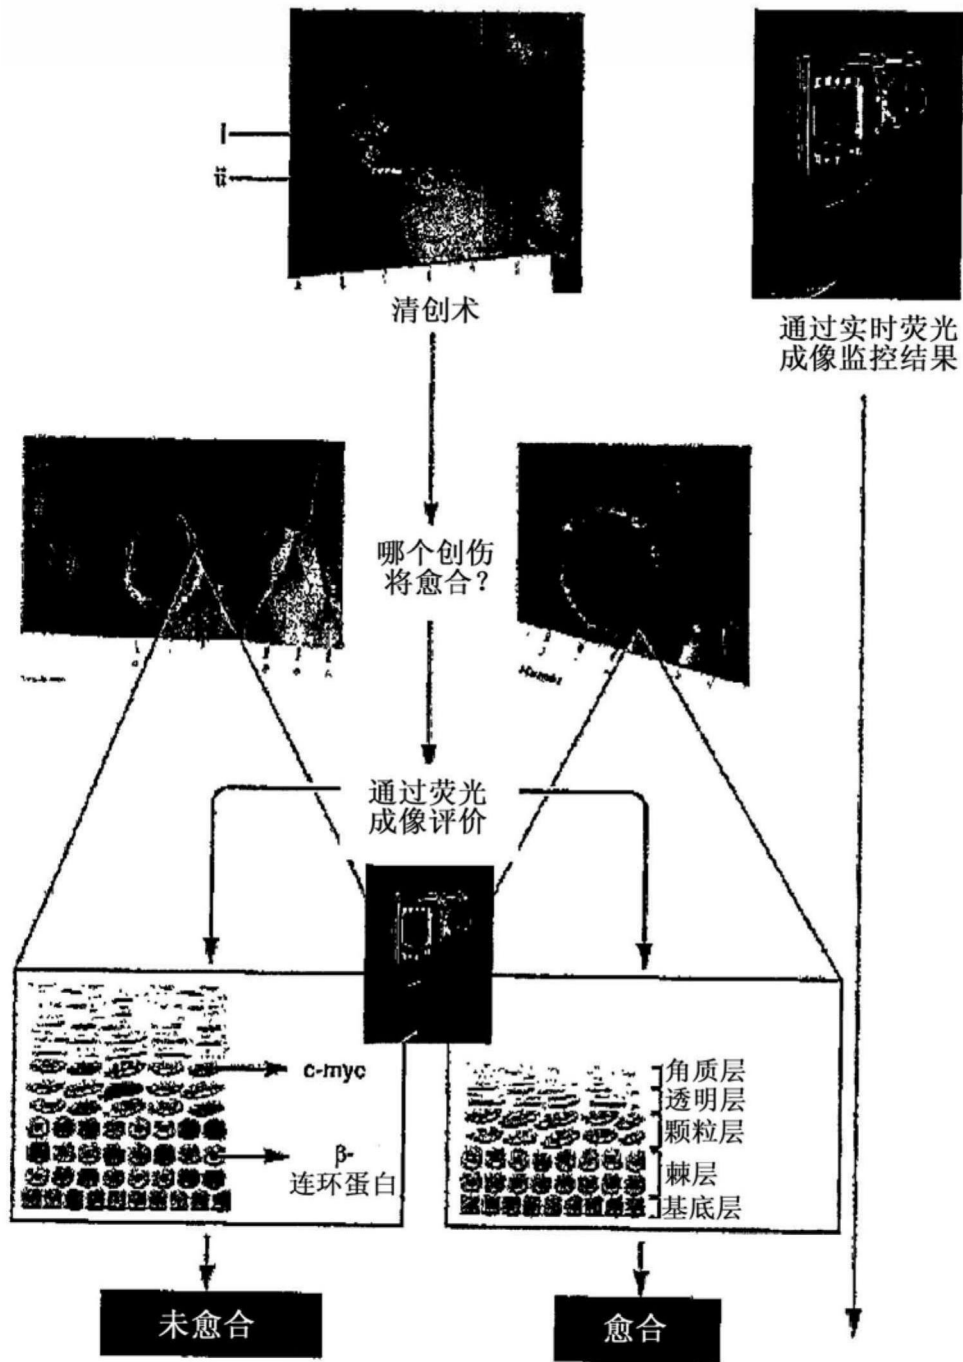 I
II
清创术
通过实时荧光
成像监控结果
哪个创伤
将愈合？
通过荧光
成像评价
c-myc
β-
连环蛋白
角质层
透明层
颗粒层
棘层
基底层
未愈合
愈合